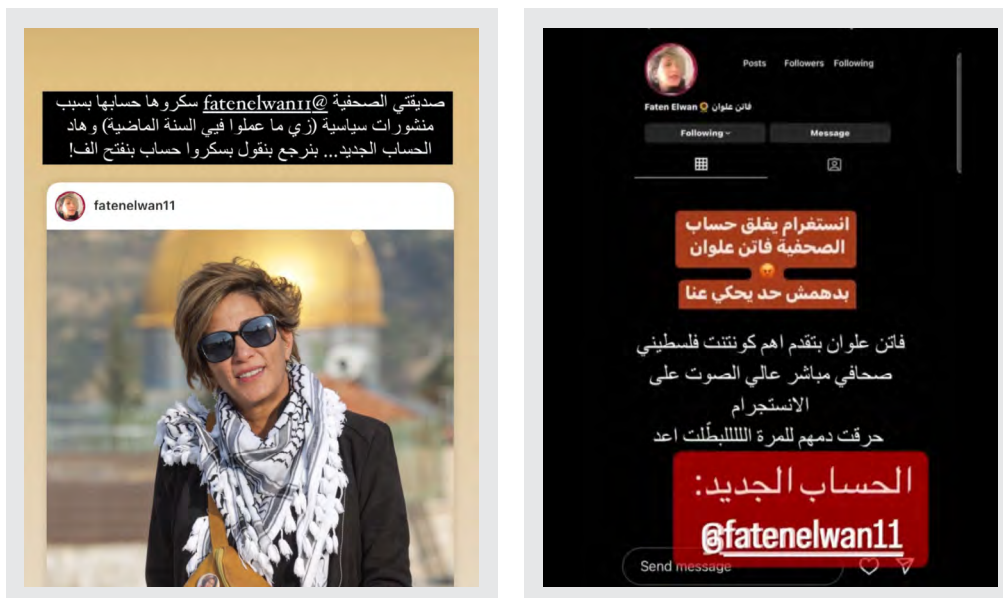 صديقتي الصحفية @fatenelwan11 سكروها حسابها بسبب
منشورات سياسية (زي ما عملوا فيي السنة الماضية) وهاد
الحساب الجديد... بنرجع بنقول بسكروا حساب بنفتح الف!
fatenelwan11
Posts Followers Following
Faten Elwan فاتن علوان
Following
Message
انستغرام يغلق حساب
الصحفية فاتن علوان
بدهمش حد يحكي عنا
فاتن علوان بتقدم اهم كونتنت فلسطيني
صحافي مباشر عالي الصوت على
الانستجرام
حرقت دمهم للمرة اللللبطّلت اعد
الحساب الجديد:
@fatenelwan11
Send message